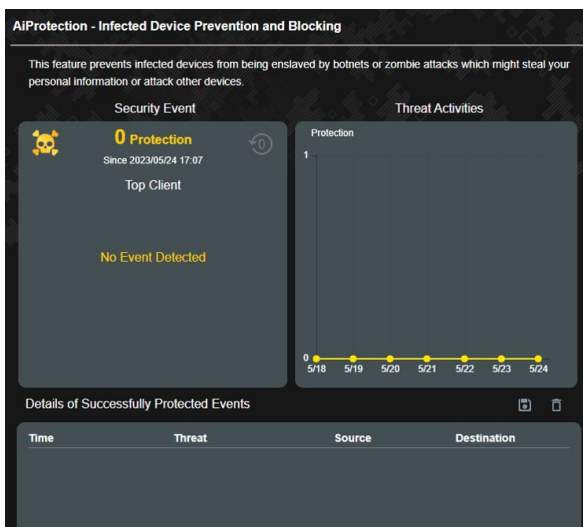 AiProtection - Infected Device Prevention and Blocking
This feature prevents infected devices from being enslaved by botnets or zombie attacks which might steal your
personal information or attack other devices.
Security Event
0 Protection
0
Since 2023/05/24 17:07
Top Client
No Event Detected
Threat Activities
Protection
1
0
5/18 5/19 5/20 5/21 5/22 5/23 5/24
Details of Successfully Protected Events
Time Threat Source Destination